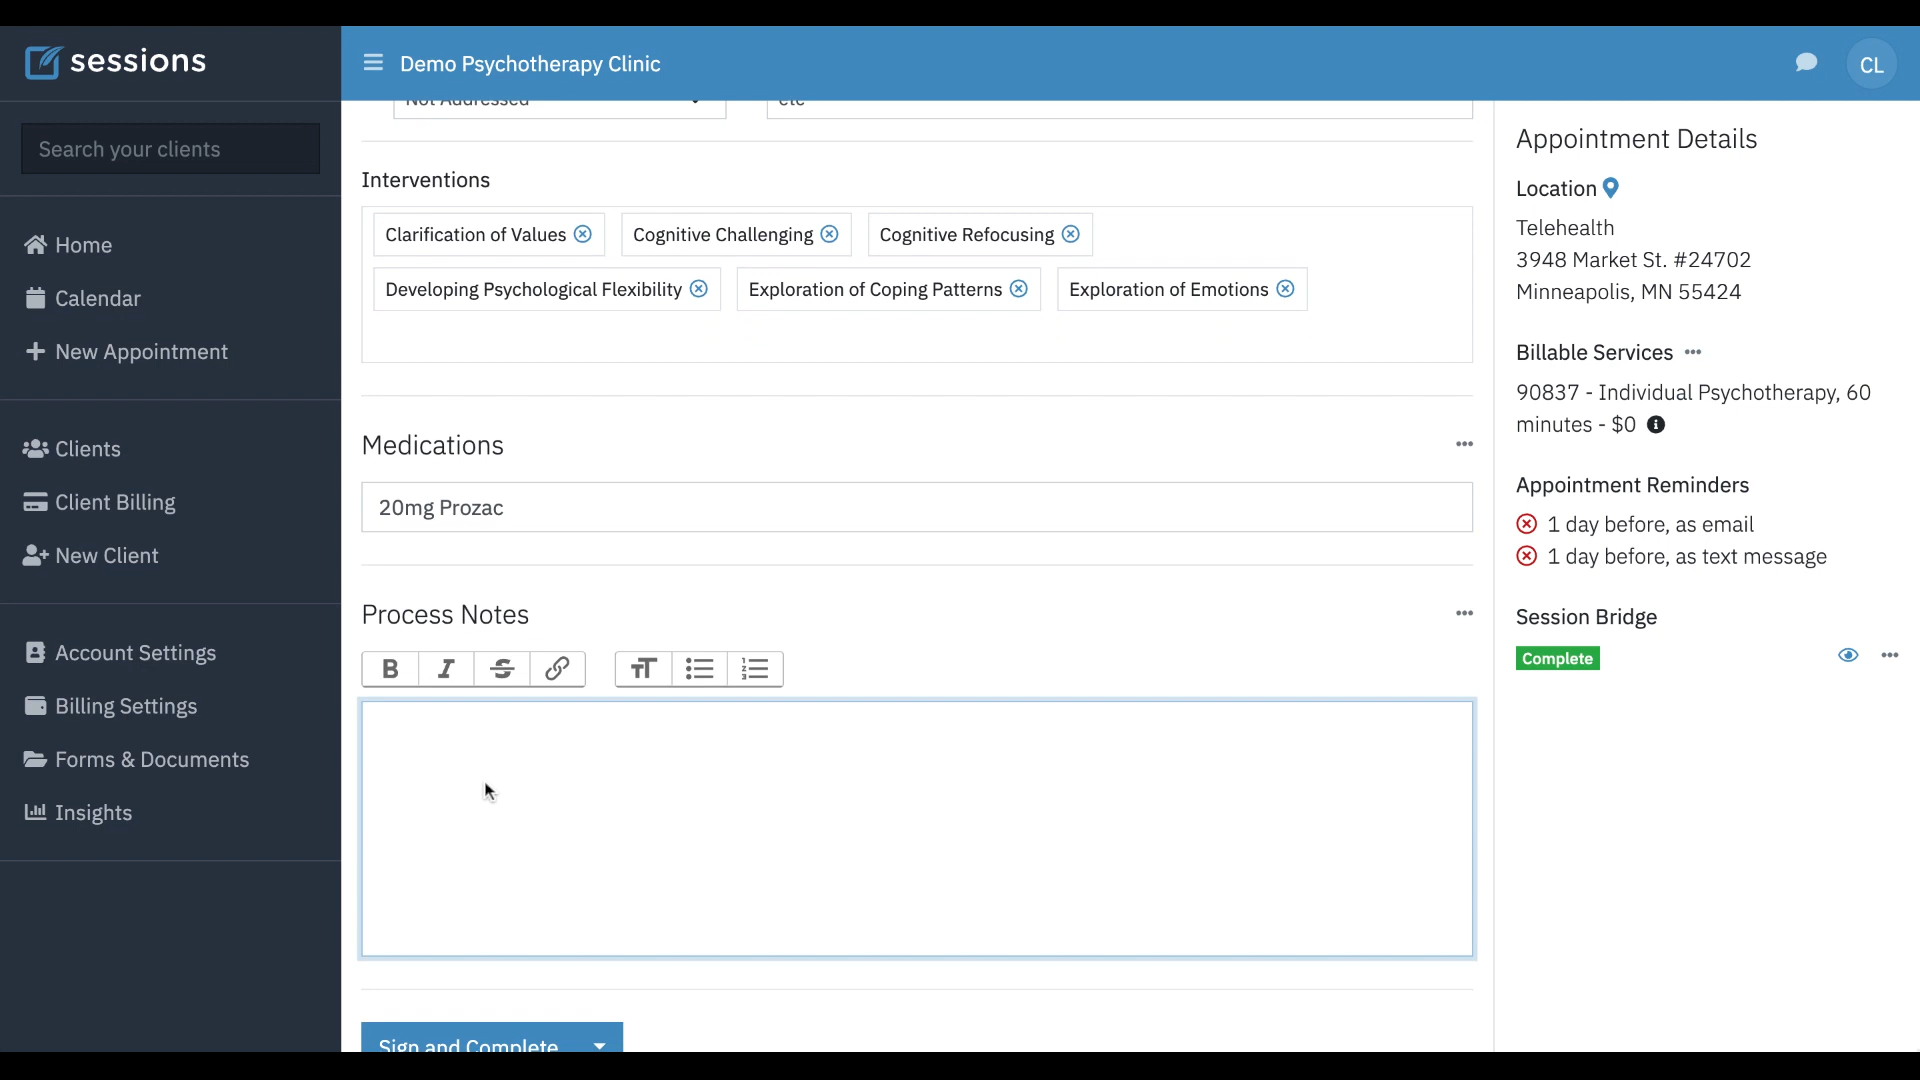 sessions
Demo Psychotherapy Clinic
CL
Search your clients
Home
Calendar
New Appointment
Clients
Client Billing
New Client
Account Settings
Billing Settings
Forms & Documents
Insights
Not Addressed
etc
Interventions
Clarification of Values
Cognitive Challenging
Cognitive Refocusing
Developing Psychological Flexibility
Exploration of Coping Patterns
Exploration of Emotions
Medications
20mg Prozac
Process Notes
B I S
Sign and Complete
Appointment Details
Location
Telehealth
3948 Market St. #24702
Minneapolis, MN 55424
Billable Services
90837 - Individual Psychotherapy, 60
minutes - $0
Appointment Reminders
1 day before, as email
1 day before, as text message
Session Bridge
Complete